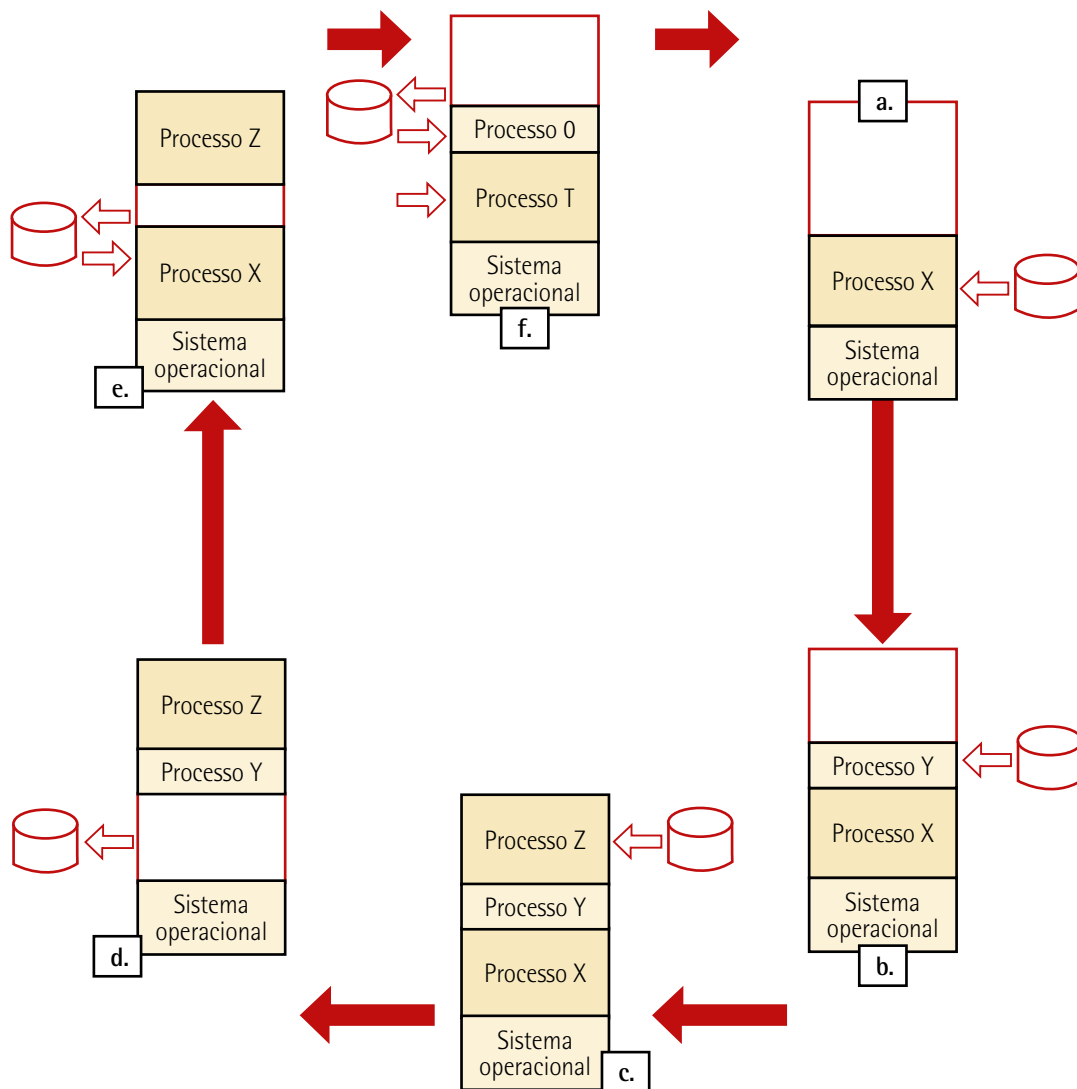 a.
Processo X
Sistema
operacional
Processo Y
Processo X
Sistema
operacional
b.
Processo Z
Processo Y
Processo X
Sistema
operacional
c.
Processo Z
Processo Y
Sistema
operacional
d.
Processo Z
Processo X
Sistema
operacional
e.
Processo 0
Processo T
Sistema
operacional
f.